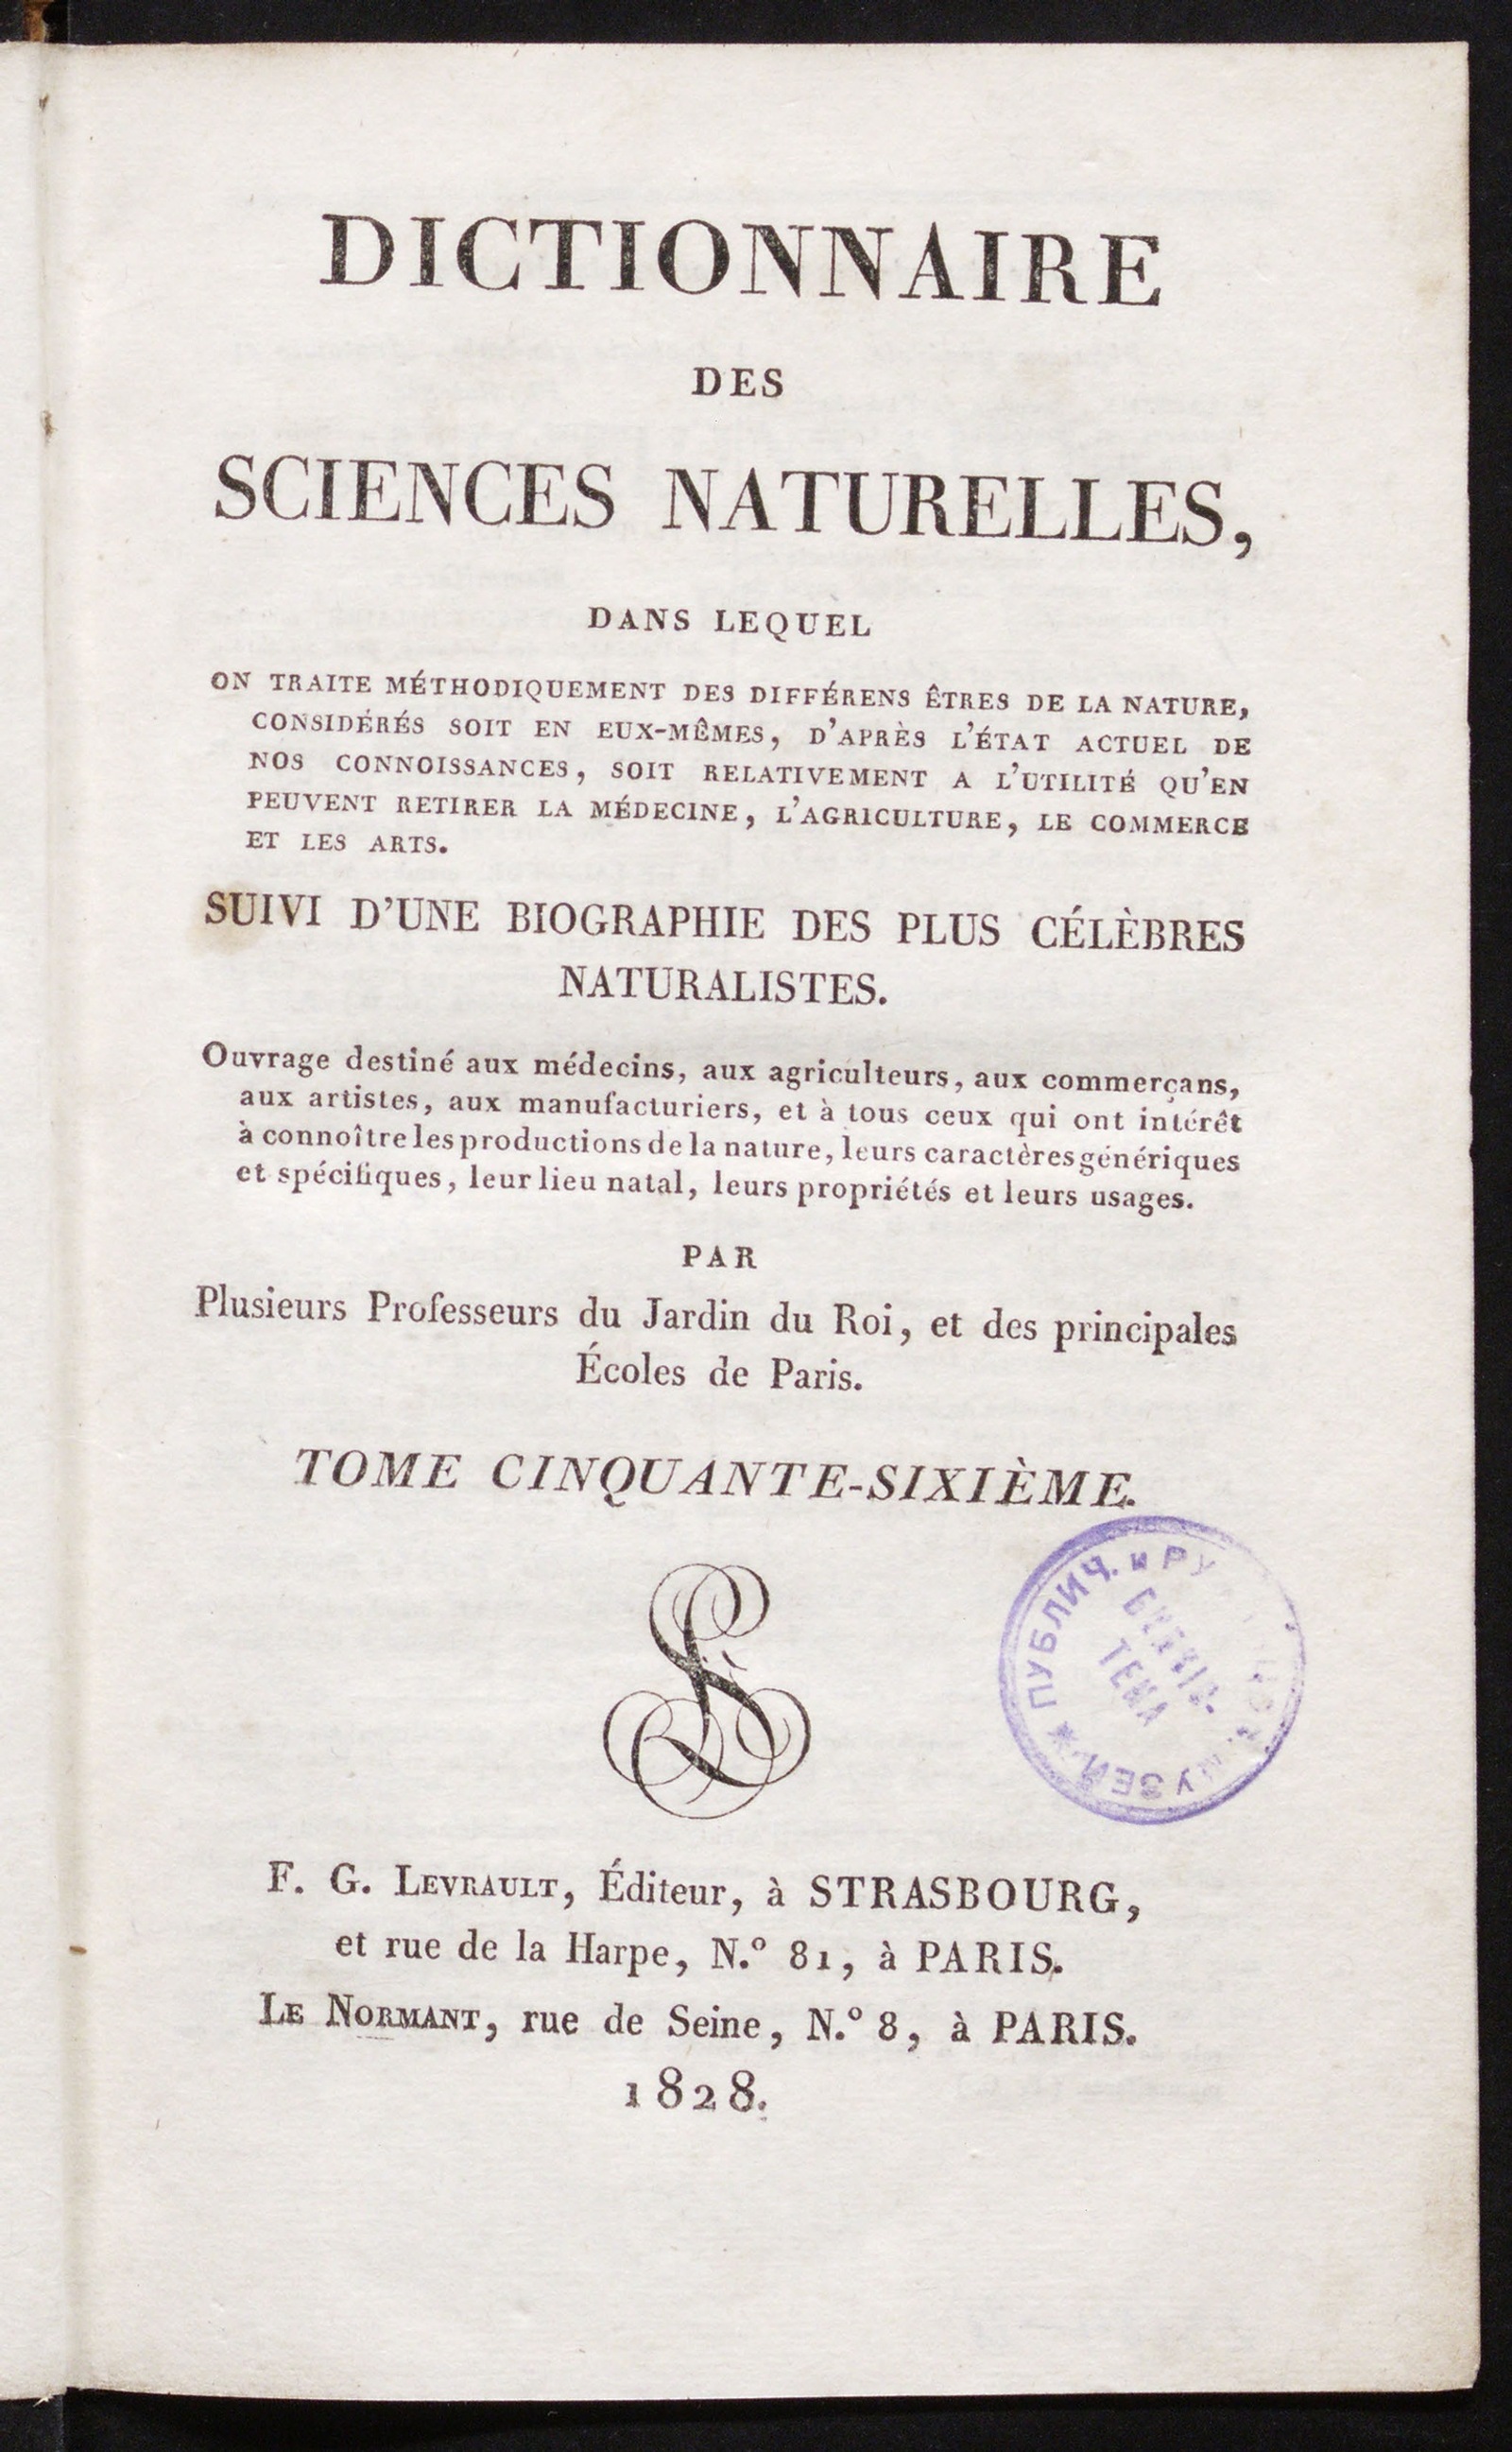 DICTIONNAIRE
DES
SCIENCES NATURELLES,
DANS LEQUEL
ON TRAITE MÉTHODIQUEMENT DES DIFFÉRENS ÊTRES DE LA NATURE,
CONSIDÉRÉS SOIT EN EUX-MÊMES, D'APRÈS L'ÉTAT ACTUEL DE
NOS CONNOISSANCES, SOIT RELATIVEMENT A L'UTILITÉ QU'EN
PEUVENT RETIRER LA MÉDECINE, L'AGRICULTURE, LE COMMERCE
ET LES ARTS.
SUIVI D'UNE BIOGRAPHIE DES PLUS CÉLÈBRES
NATURALISTES.
Ouvrage destiné aux médecins, aux agriculteurs, aux commerçans,
aux artistes, aux manufacturiers, et à tous ceux qui ont intérêt
à connoître les productions de la nature, leurs caractères génériques
et spécifiques, leur lieu natal, leurs propriétés et leurs usages.
PAR
Plusieurs Professeurs du Jardin du Roi, et des principales
Écoles de Paris.
TOME CINQUANTE-SIXIÈME.
ПУБЛИЧ. и
МУЗЕЙ
F. G. LEVRAULT, Éditeur, à STRASBOURG,
et rue de la Harpe, N.° 81, à PARIS.
LE NORMANT, rue de Seine, N.° 8, à PARIS.
1828.